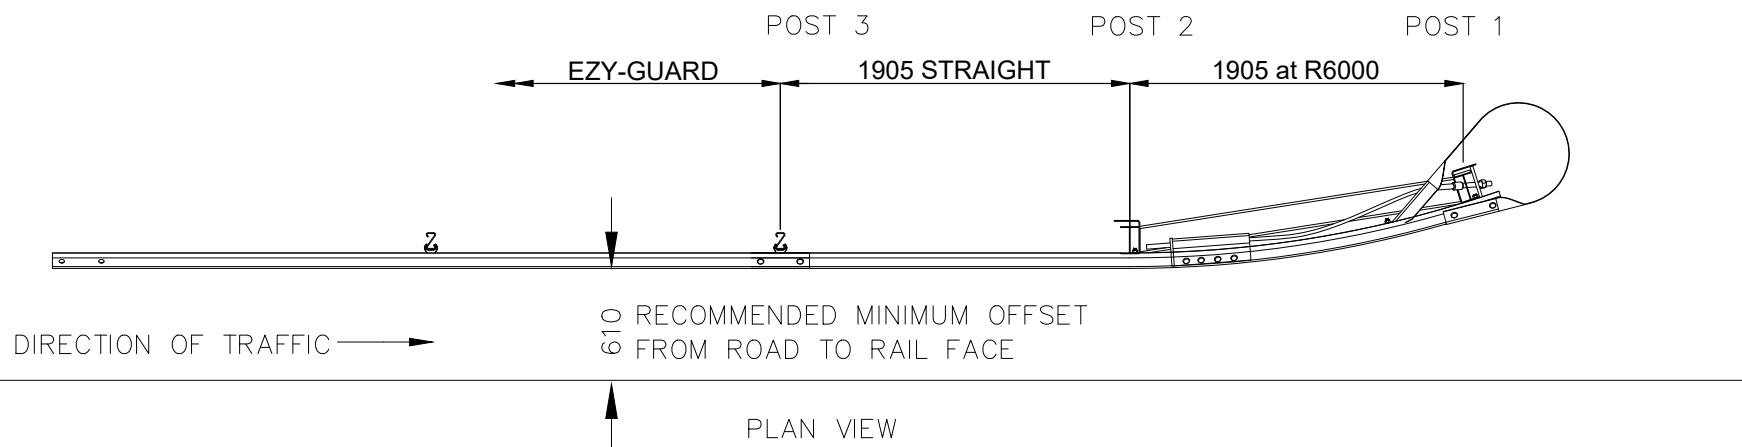 POST 3
POST 2
POST 1
EZY-GUARD
1905 STRAIGHT
1905 at R6000
610
RECOMMENDED MINIMUM OFFSET
FROM ROAD TO RAIL FACE
DIRECTION OF TRAFFIC
PLAN VIEW